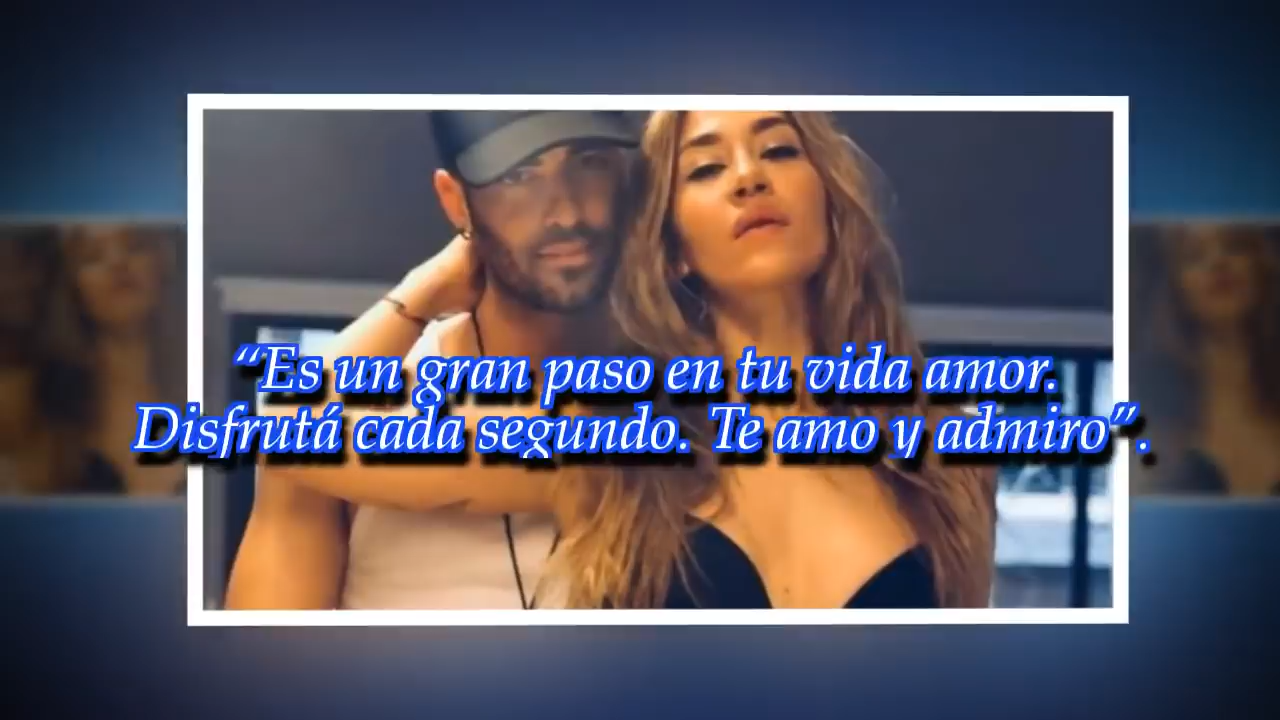 “Es un gran paso en tu vida amor.
Disfrutá cada segundo. Te amo y admiro”.